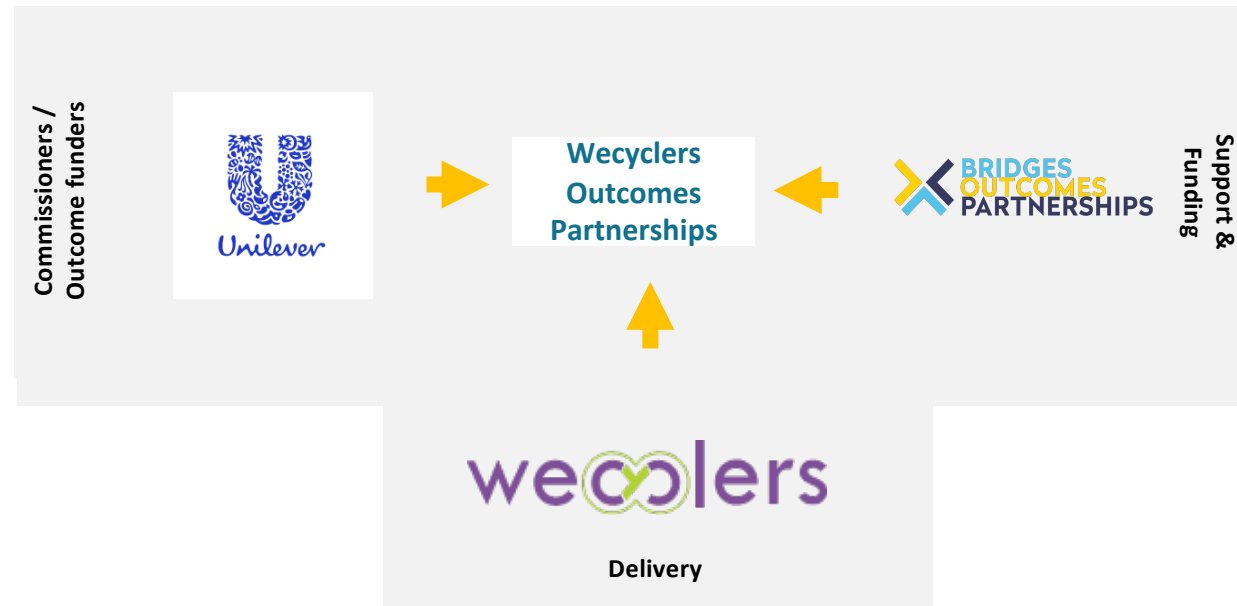 Commissioners /
Outcome funders
Unilever
Wecyclers
Outcomes
Partnerships
BRIDGES
OUTCOMES
PARTNERSHIPS
Support &
Funding
wecyclers
Delivery